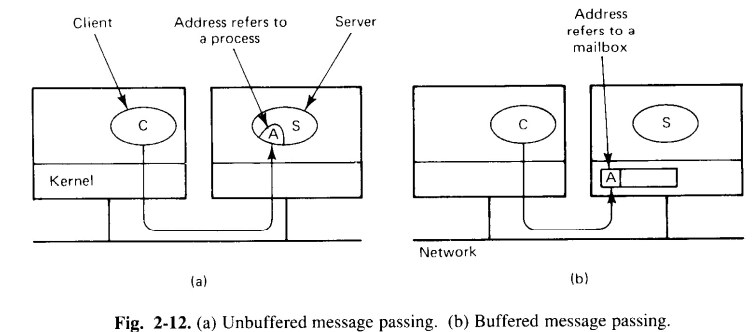 Client
Address refers to
a process
Server
Address
refers to a
mailbox
C
A
S
C
S
Kernel
A
Network
(a)
(b)
Fig. 2-12. (a) Unbuffered message passing. (b) Buffered message passing.